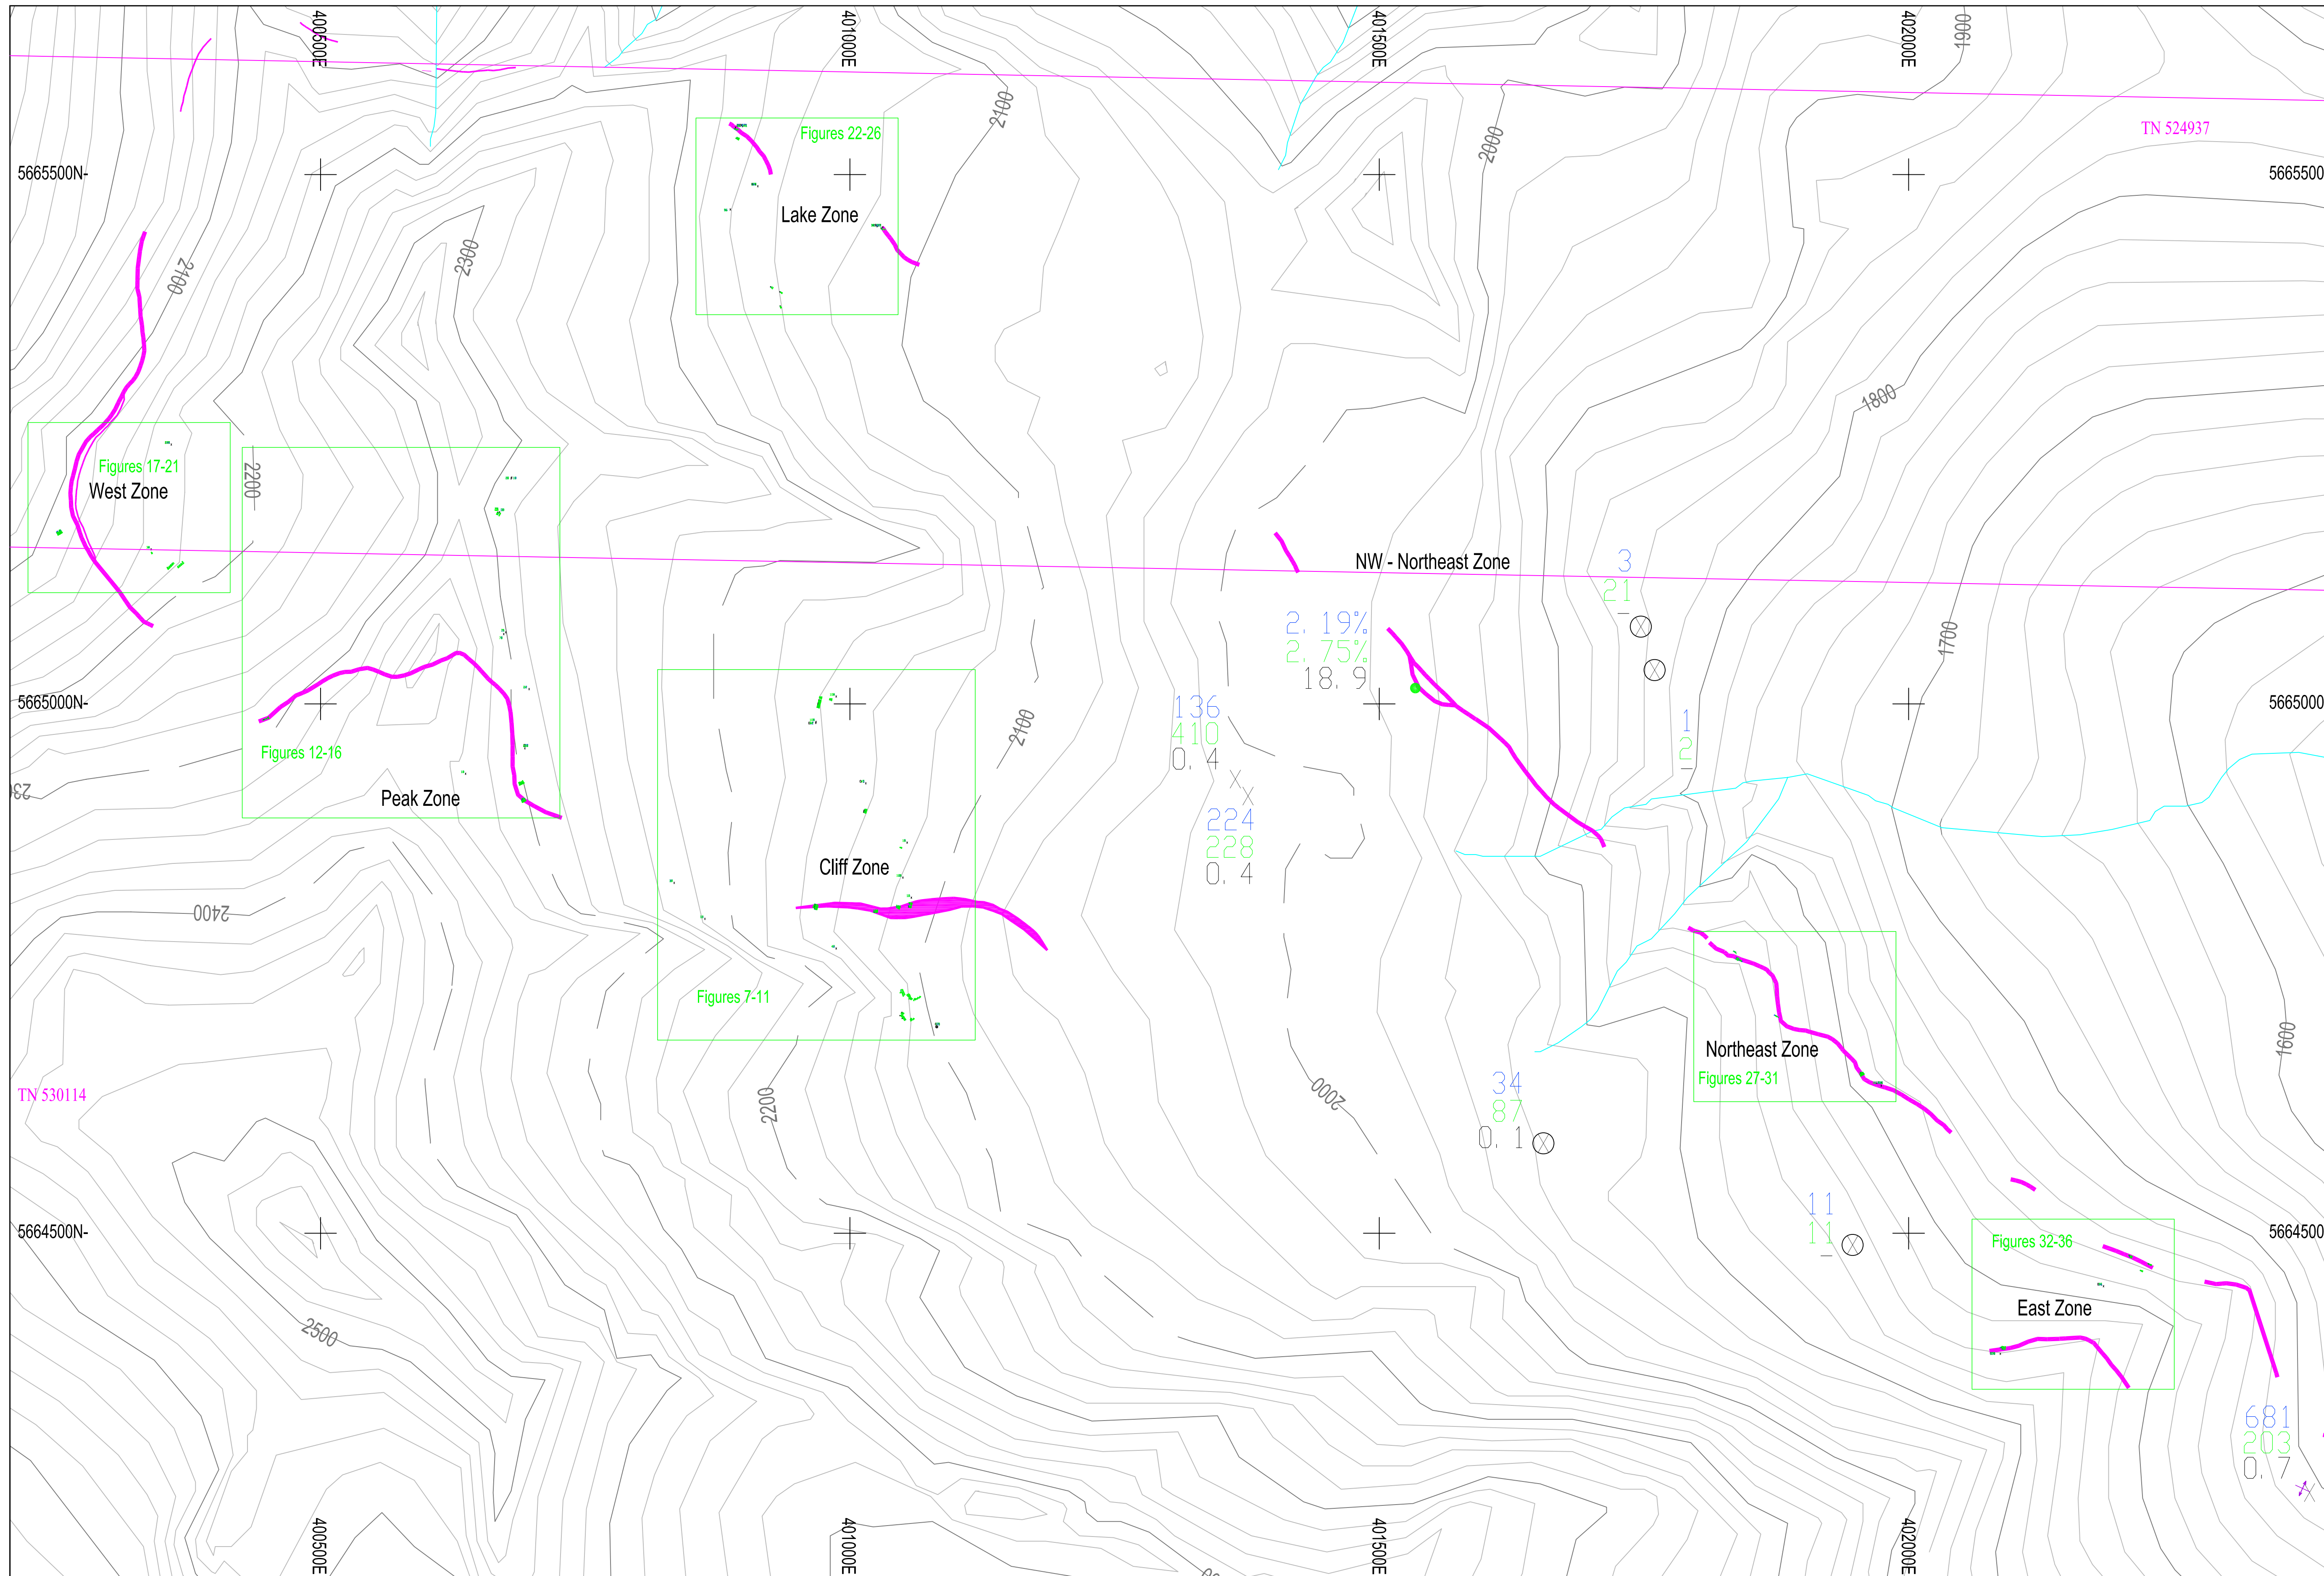 400500E
401000E
401500E
402000E
1900
2100
2000
TN 524937
Figures 22-26
5665500N-
5665500
Lake Zone
2300
2100
1800
Figures 17-21
West Zone
2200
NW - Northeast Zone
3
21
-
2. 19%
2. 75%
18. 9
1700
5665000N-
5665000
136
410
0. 4
1
2
-
2100
Figures 12-16
Peak Zone
224
228
0. 4
Cliff Zone
2400
Figures 7-11
Northeast Zone
Figures 27-31
1600
TN 530114
2200
2000
34
87
0. 1
11
11
-
5664500N-
5664500
Figures 32-36
East Zone
2500
681
203
0. 7
400500E
401000E
401500E
402000E